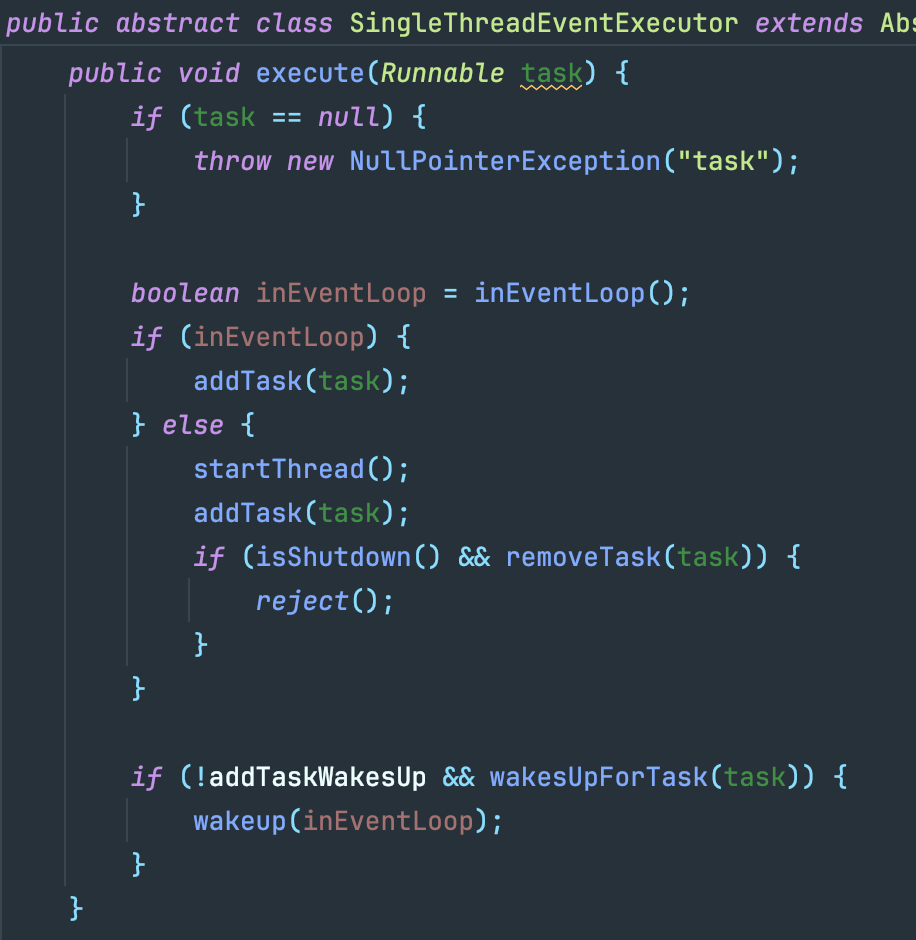 public abstract class SingleThreadEventExecutor extends Abs
public void execute(Runnable task) {
if (task == null) {
throw new NullPointerException("task");
}
boolean inEventLoop = inEventLoop();
if (inEventLoop) {
addTask(task);
} else {
startThread();
addTask(task);
if (isShutdown() && removeTask(task)) {
reject();
}
}
if (!addTaskWakesUp && wakesUpForTask(task)) {
wakeup(inEventLoop);
}
}